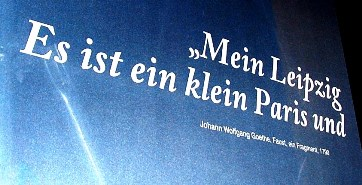 „Mein Leipzig
Es ist ein klein Paris und
Johann Wolfgang Goethe, Faust, ein Fragment, 1790